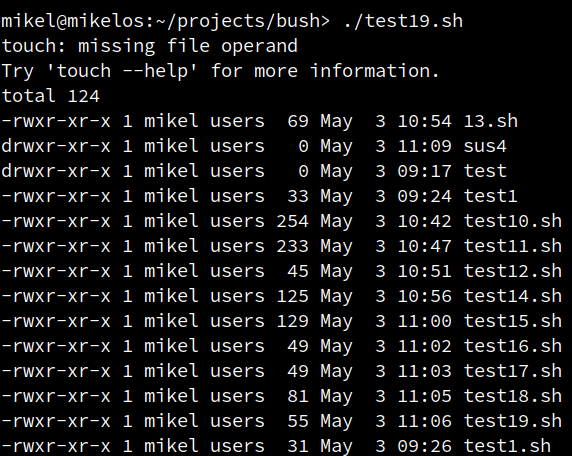 mikel@mikelos:~/projects/bush> ./test19.sh
touch: missing file operand
Try 'touch --help' for more information.
total 124
-rwxr-xr-x 1 mikel users  69 May  3 10:54 13.sh
drwxr-xr-x 1 mikel users   0 May  3 11:09 sus4
drwxr-xr-x 1 mikel users   0 May  3 09:17 test
-rwxr-xr-x 1 mikel users  33 May  3 09:24 test1
-rwxr-xr-x 1 mikel users 254 May  3 10:42 test10.sh
-rwxr-xr-x 1 mikel users 233 May  3 10:47 test11.sh
-rwxr-xr-x 1 mikel users  45 May  3 10:51 test12.sh
-rwxr-xr-x 1 mikel users 125 May  3 10:56 test14.sh
-rwxr-xr-x 1 mikel users 129 May  3 11:00 test15.sh
-rwxr-xr-x 1 mikel users  49 May  3 11:02 test16.sh
-rwxr-xr-x 1 mikel users  49 May  3 11:03 test17.sh
-rwxr-xr-x 1 mikel users  81 May  3 11:05 test18.sh
-rwxr-xr-x 1 mikel users  55 May  3 11:06 test19.sh
-rwxr-xr-x 1 mikel users  31 May  3 09:26 test1.sh